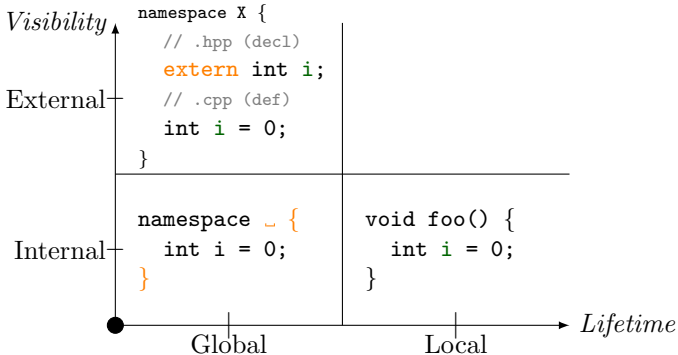 Visibility
namespace X {
// .hpp (decl)
extern int i;
External
// .cpp (def)
int i = 0;
}
namespace ␣ {
void foo() {
Internal
int i = 0;
int i = 0;
}
}
Lifetime
Global
Local